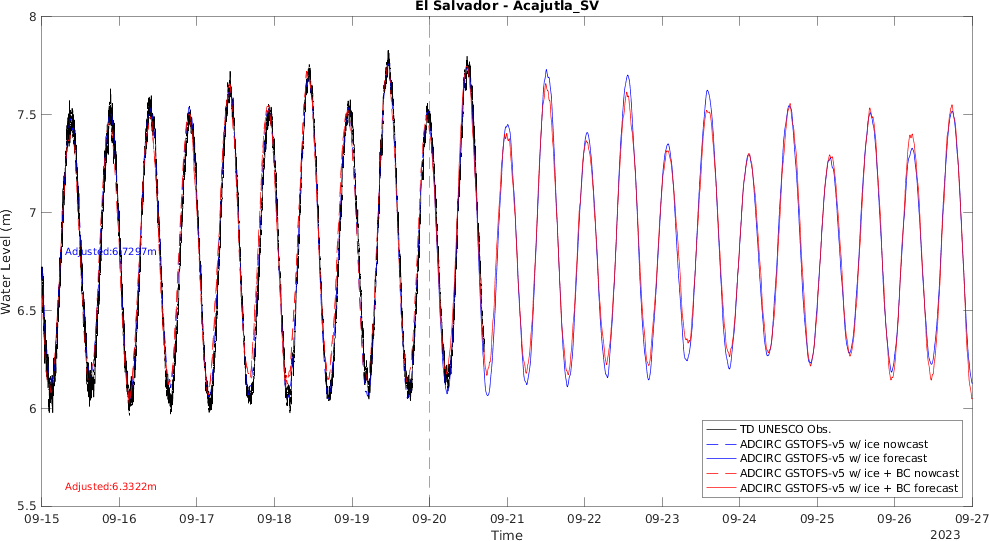 El Salvador - Acajutla_SV
8
7.5
7
6.5
6
5.5
Water Level (m)
Adjusted:6.7297m
Adjusted:6.3322m
TD UNESCO Obs.
ADCIRC GSTOFS-v5 w/ ice nowcast
ADCIRC GSTOFS-v5 w/ ice forecast
ADCIRC GSTOFS-v5 w/ ice + BC nowcast
ADCIRC GSTOFS-v5 w/ ice + BC forecast
09-15 09-16 09-17 09-18 09-19 09-20 09-21 09-22 09-23 09-24 09-25 09-26 09-27
Time
2023